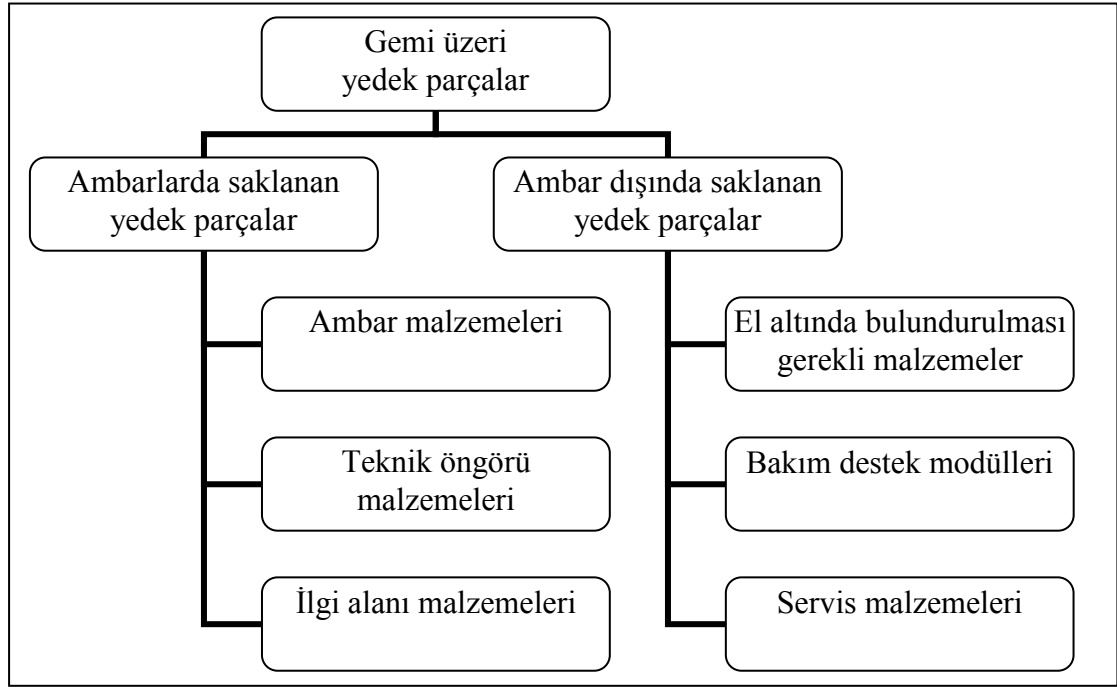 Gemi üzeri
yedek parçalar
Ambarlarda saklanan
yedek parçalar
Ambar dışında saklanan
yedek parçalar
Ambar malzemeleri
Teknik öngörü
malzemeleri
İlgi alanı malzemeleri
El altında bulundurulması
gerekli malzemeler
Bakım destek modülleri
Servis malzemeleri